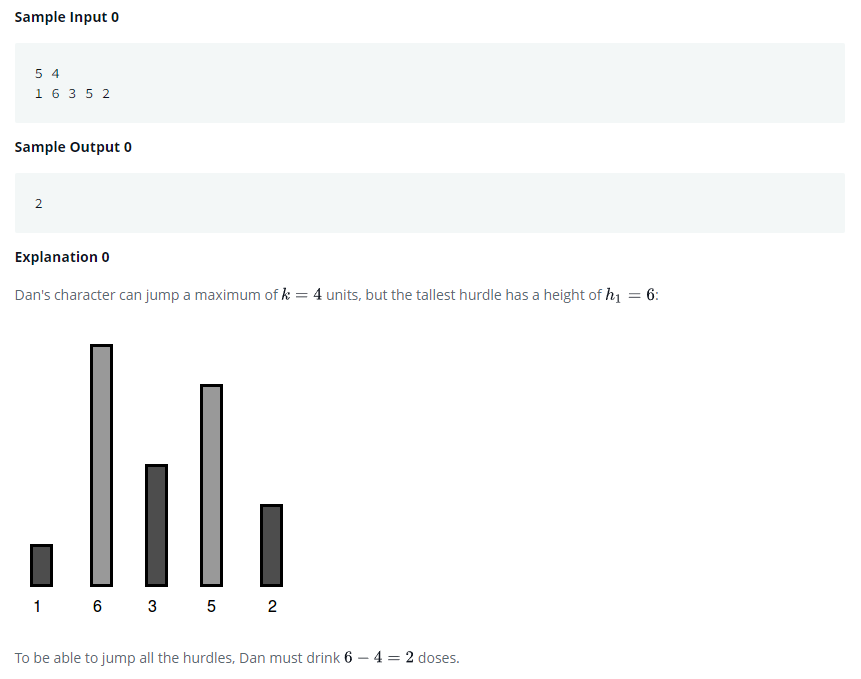 Sample Input 0
5 4
1 6 3 5 2
Sample Output 0
2
Explanation 0
Dan's character can jump a maximum of k = 4 units, but the tallest hurdle has a height of h₁ = 6:
1 6 3 5 2
To be able to jump all the hurdles, Dan must drink 6 − 4 = 2 doses.